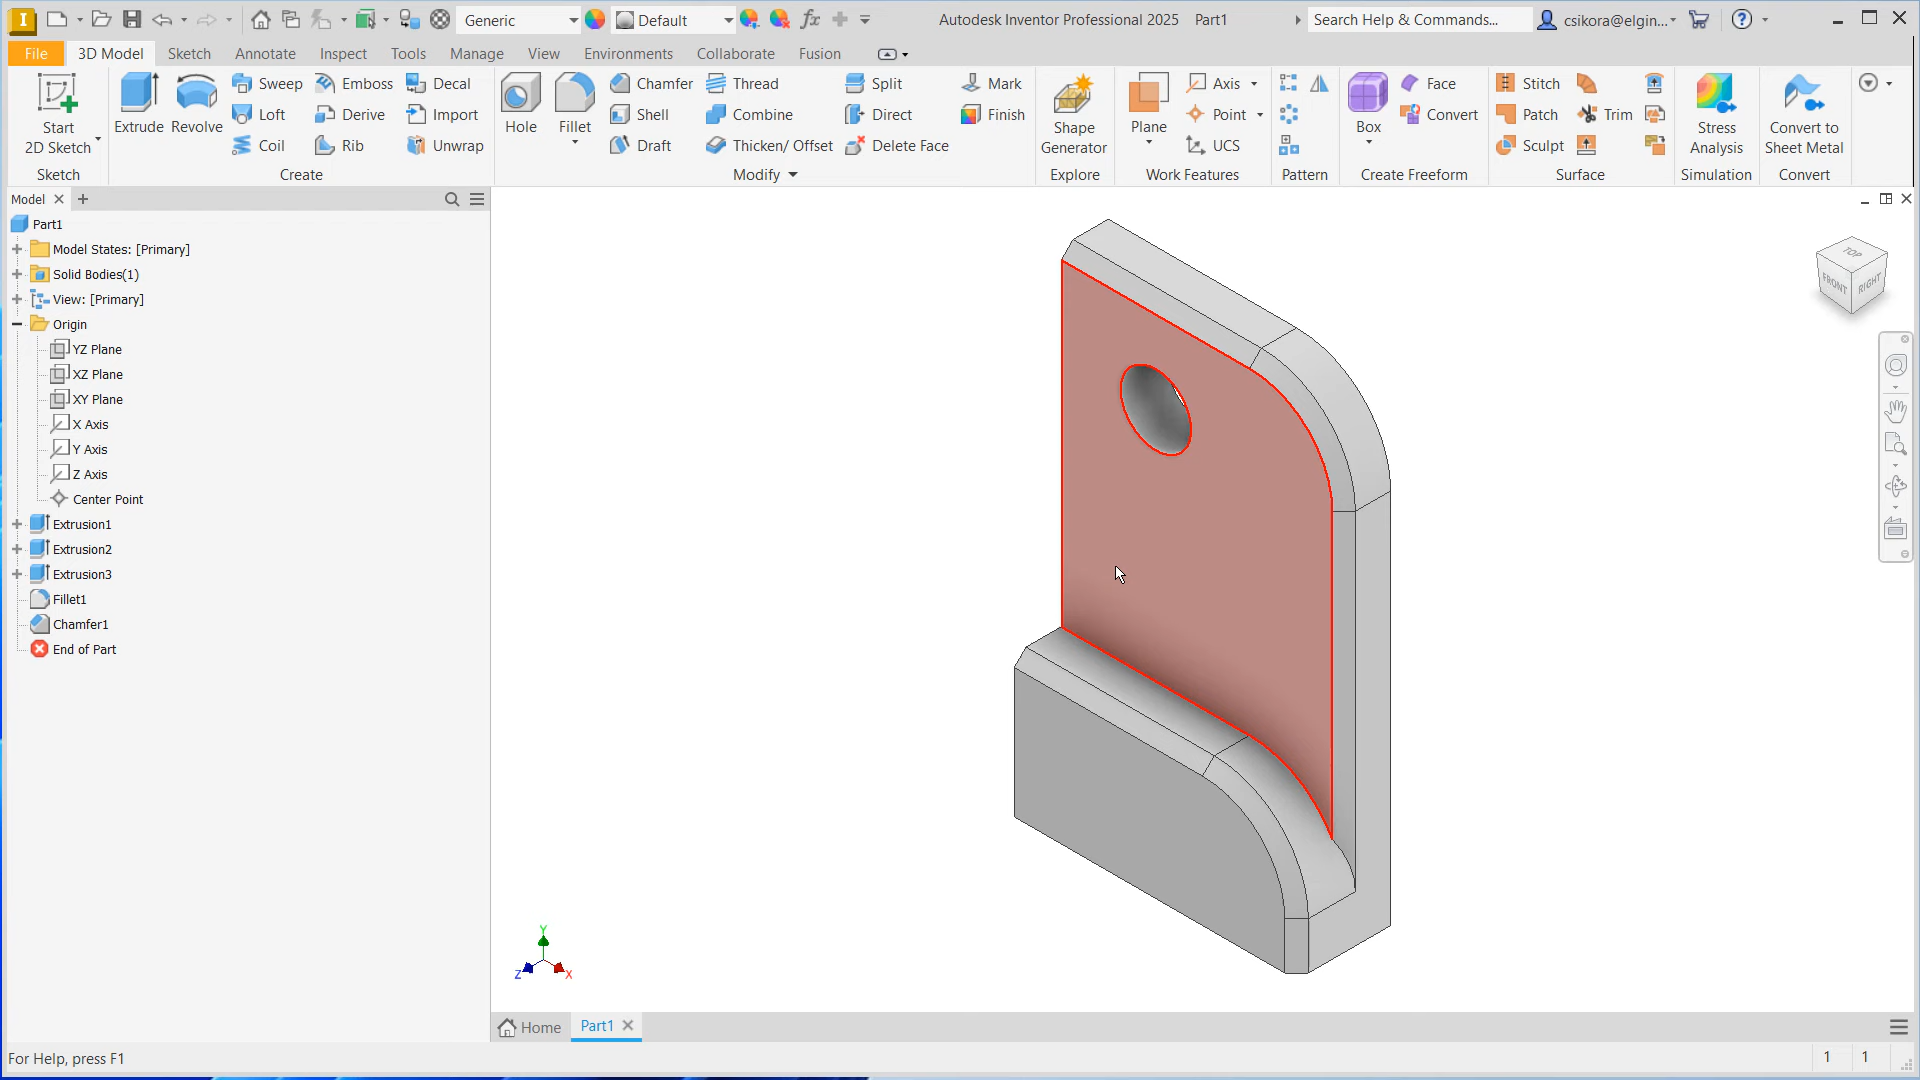 I Generic Default fx Autodesk Inventor Professional 2025 Part1 Search Help & Commands... csikora@elgin... ?
File 3D Model Sketch Annotate Inspect Tools Manage View Environments Collaborate Fusion
Start 2D Sketch Extrude Revolve Sweep Emboss Decal Hole Fillet Chamfer Thread Split Mark Shape Generator Plane Axis Box Face Stitch Stress Analysis Convert to Sheet Metal
Loft Derive Import Shell Combine Direct Finish Point Convert Patch Trim
Coil Rib Unwrap Draft Thicken/ Offset Delete Face UCS Sculpt
Sketch Create Modify Explore Work Features Pattern Create Freeform Surface Simulation Convert
Model
Part1
Model States: [Primary]
Solid Bodies(1)
View: [Primary]
Origin
YZ Plane
XZ Plane
XY Plane
X Axis
Y Axis
Z Axis
Center Point
Extrusion1
Extrusion2
Extrusion3
Fillet1
Chamfer1
End of Part
TOP
FRONT RIGHT
Y
Z X
Home Part1
For Help, press F1 1 1